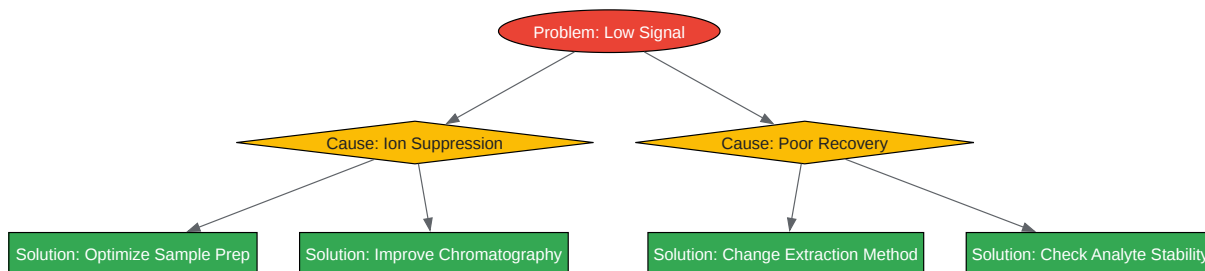 Problem: Low Signal
Cause: Ion Suppression
Cause: Poor Recovery
Solution: Optimize Sample Prep
Solution: Improve Chromatography
Solution: Change Extraction Method
Solution: Check Analyte Stability